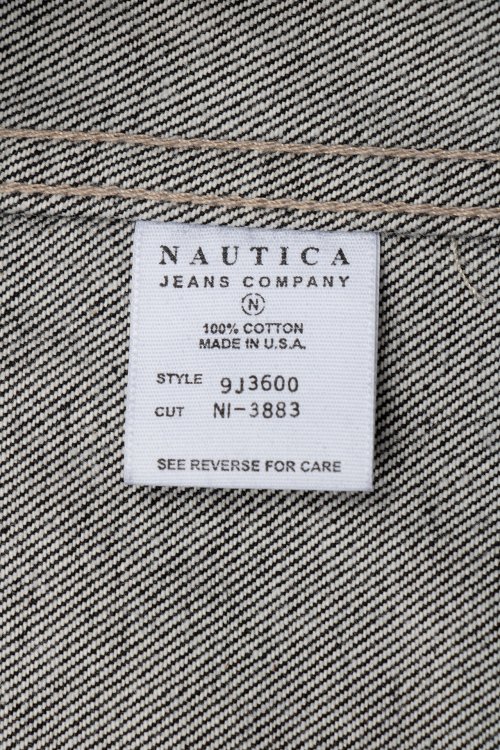 NAUTICA
JEANS COMPANY
N
100% COTTON
MADE IN U.S.A.
STYLE 9J3600
CUT NI-3883
SEE REVERSE FOR CARE